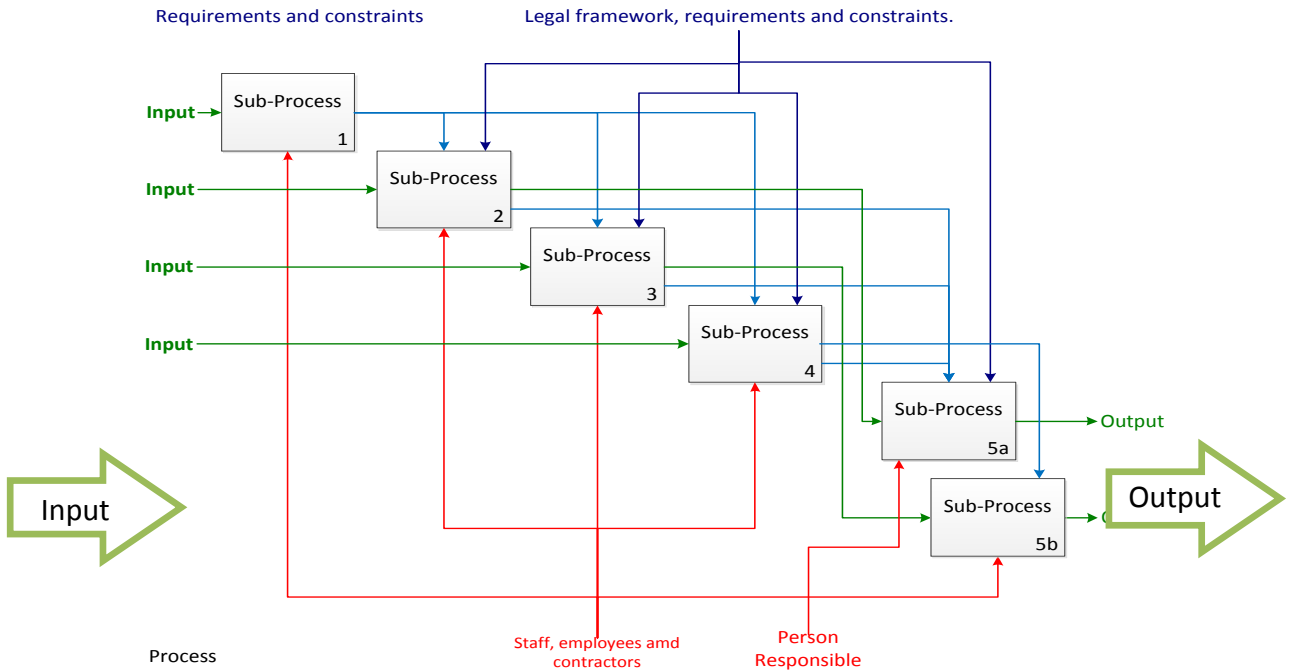 Requirements and constraints
Legal framework, requirements and constraints.
Input
Sub-Process
1
Input
Sub-Process
2
Input
Sub-Process
3
Input
Sub-Process
4
Sub-Process
5a
Output
Input
Sub-Process
5b
Output
Staff, employees amd
contractors
Person
Responsible
Process